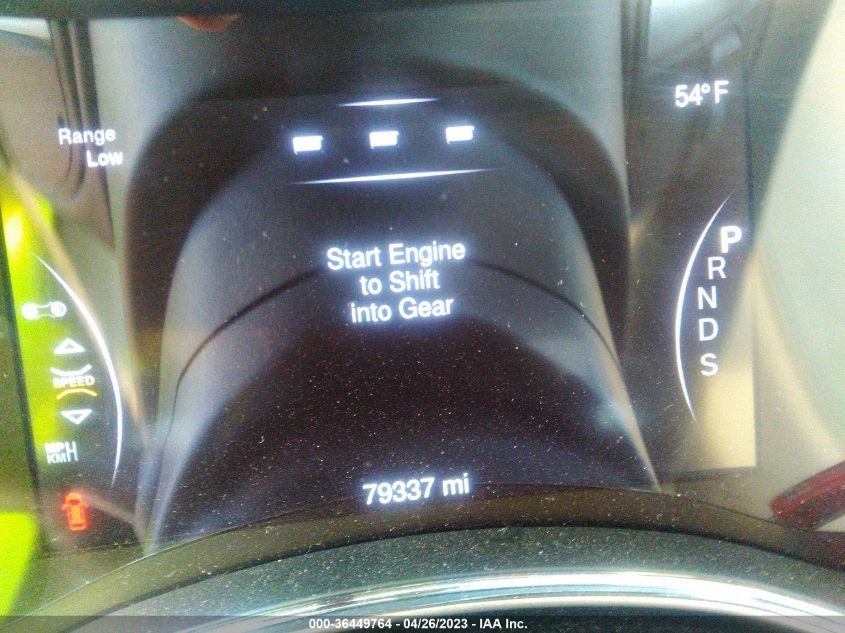 54°F
Range
Low
Start Engine
to Shift
into Gear
P
R
N
D
S
SPEED
MPH
KM
79337 mi
000-36449764 - 04/26/2023 - IAA Inc.